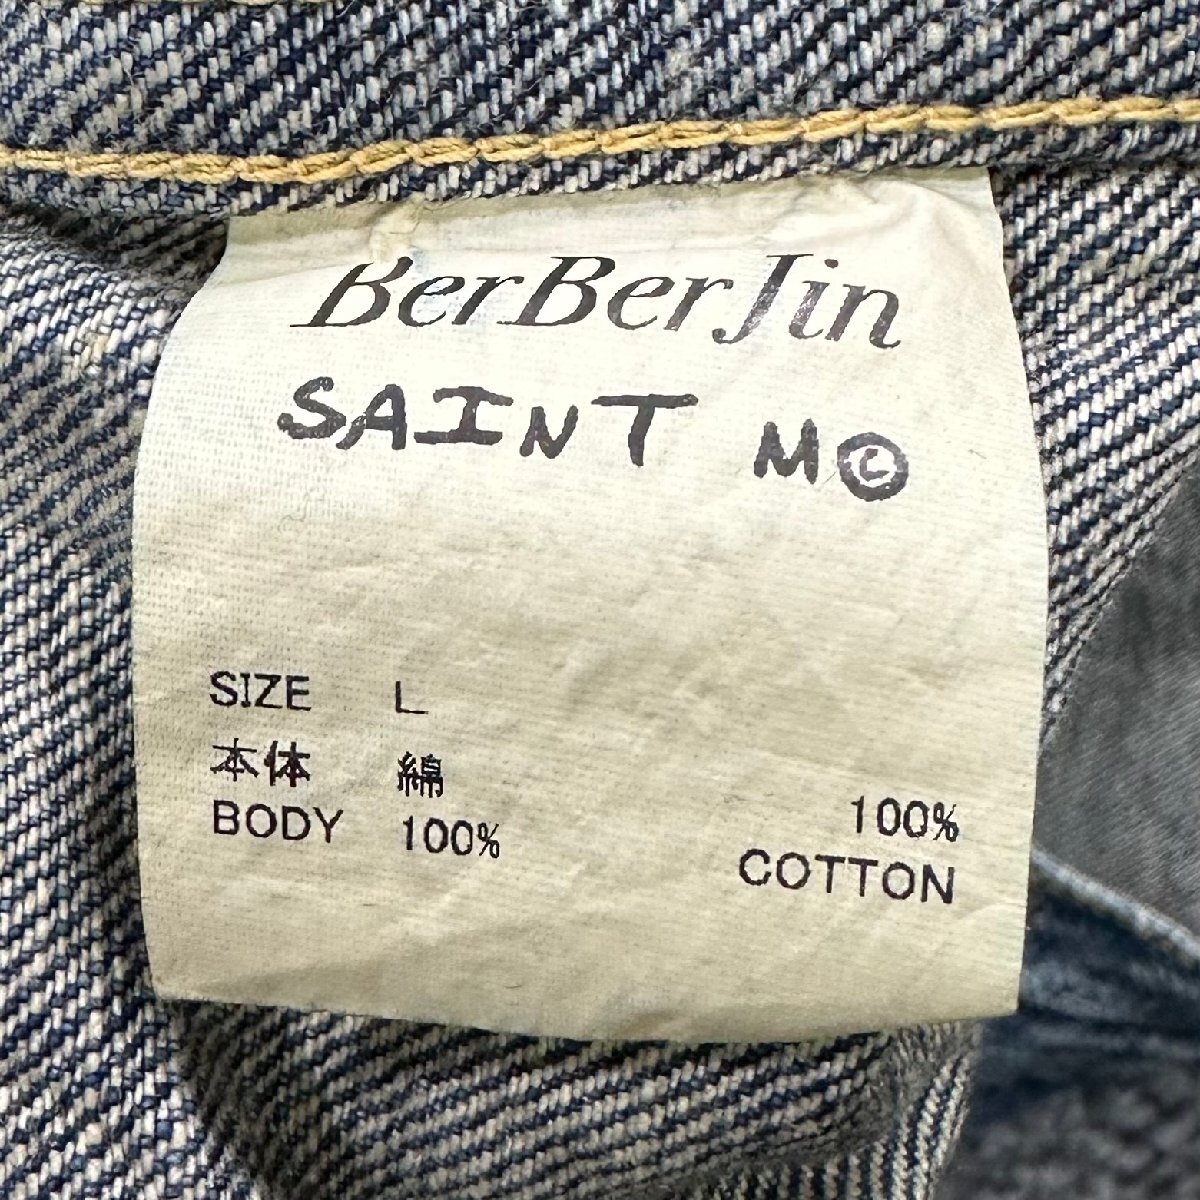 BerBerJin
SAINT M©
SIZE L
本体 綿 100%
BODY 100% COTTON